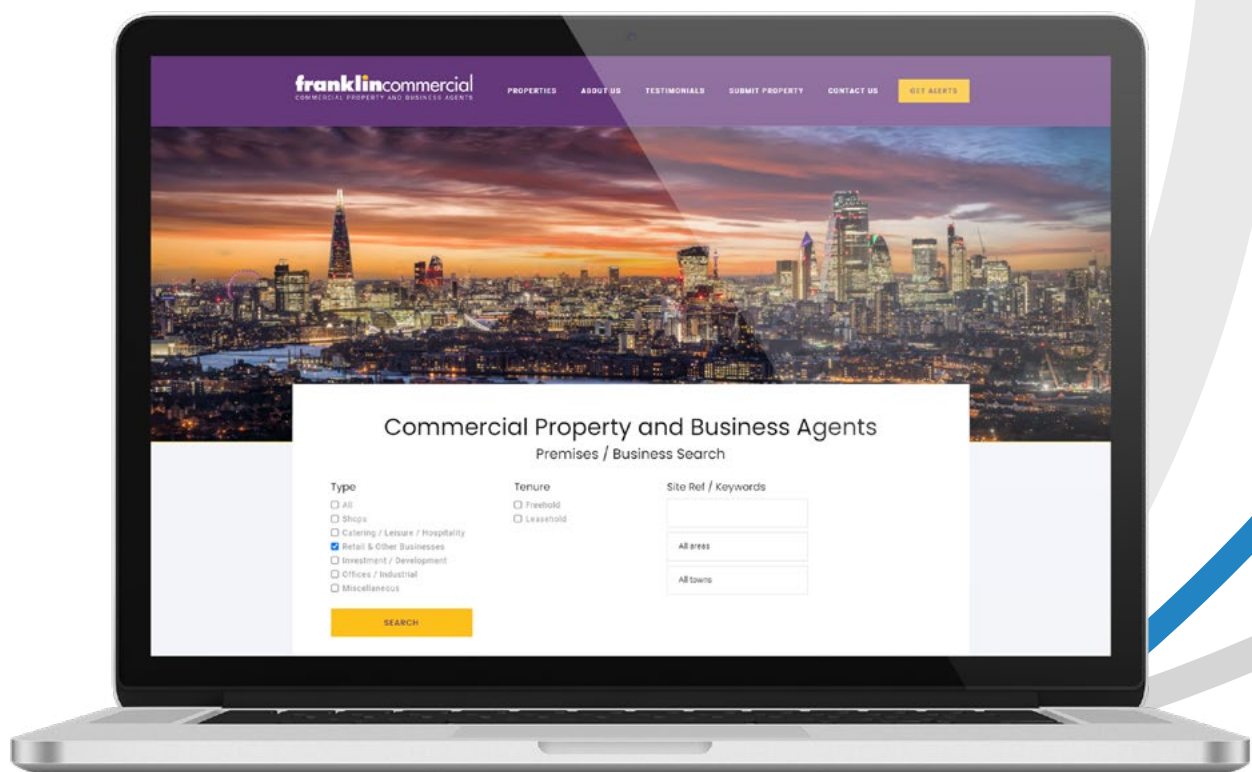 franklincommercial
COMMERCIAL PROPERTY AND BUSINESS AGENTS
PROPERTIES ABOUT US TESTIMONIALS SUBMIT PROPERTY CONTACT US GET ALERTS
Commercial Property and Business Agents
Premises / Business Search
Type Tenure Site Ref / Keywords
All Freehold
Shops Leasehold
Catering / Leisure / Hospitality
Retail & Other Businesses All areas
Investment / Development
Offices / Industrial All towns
Miscellaneous
SEARCH